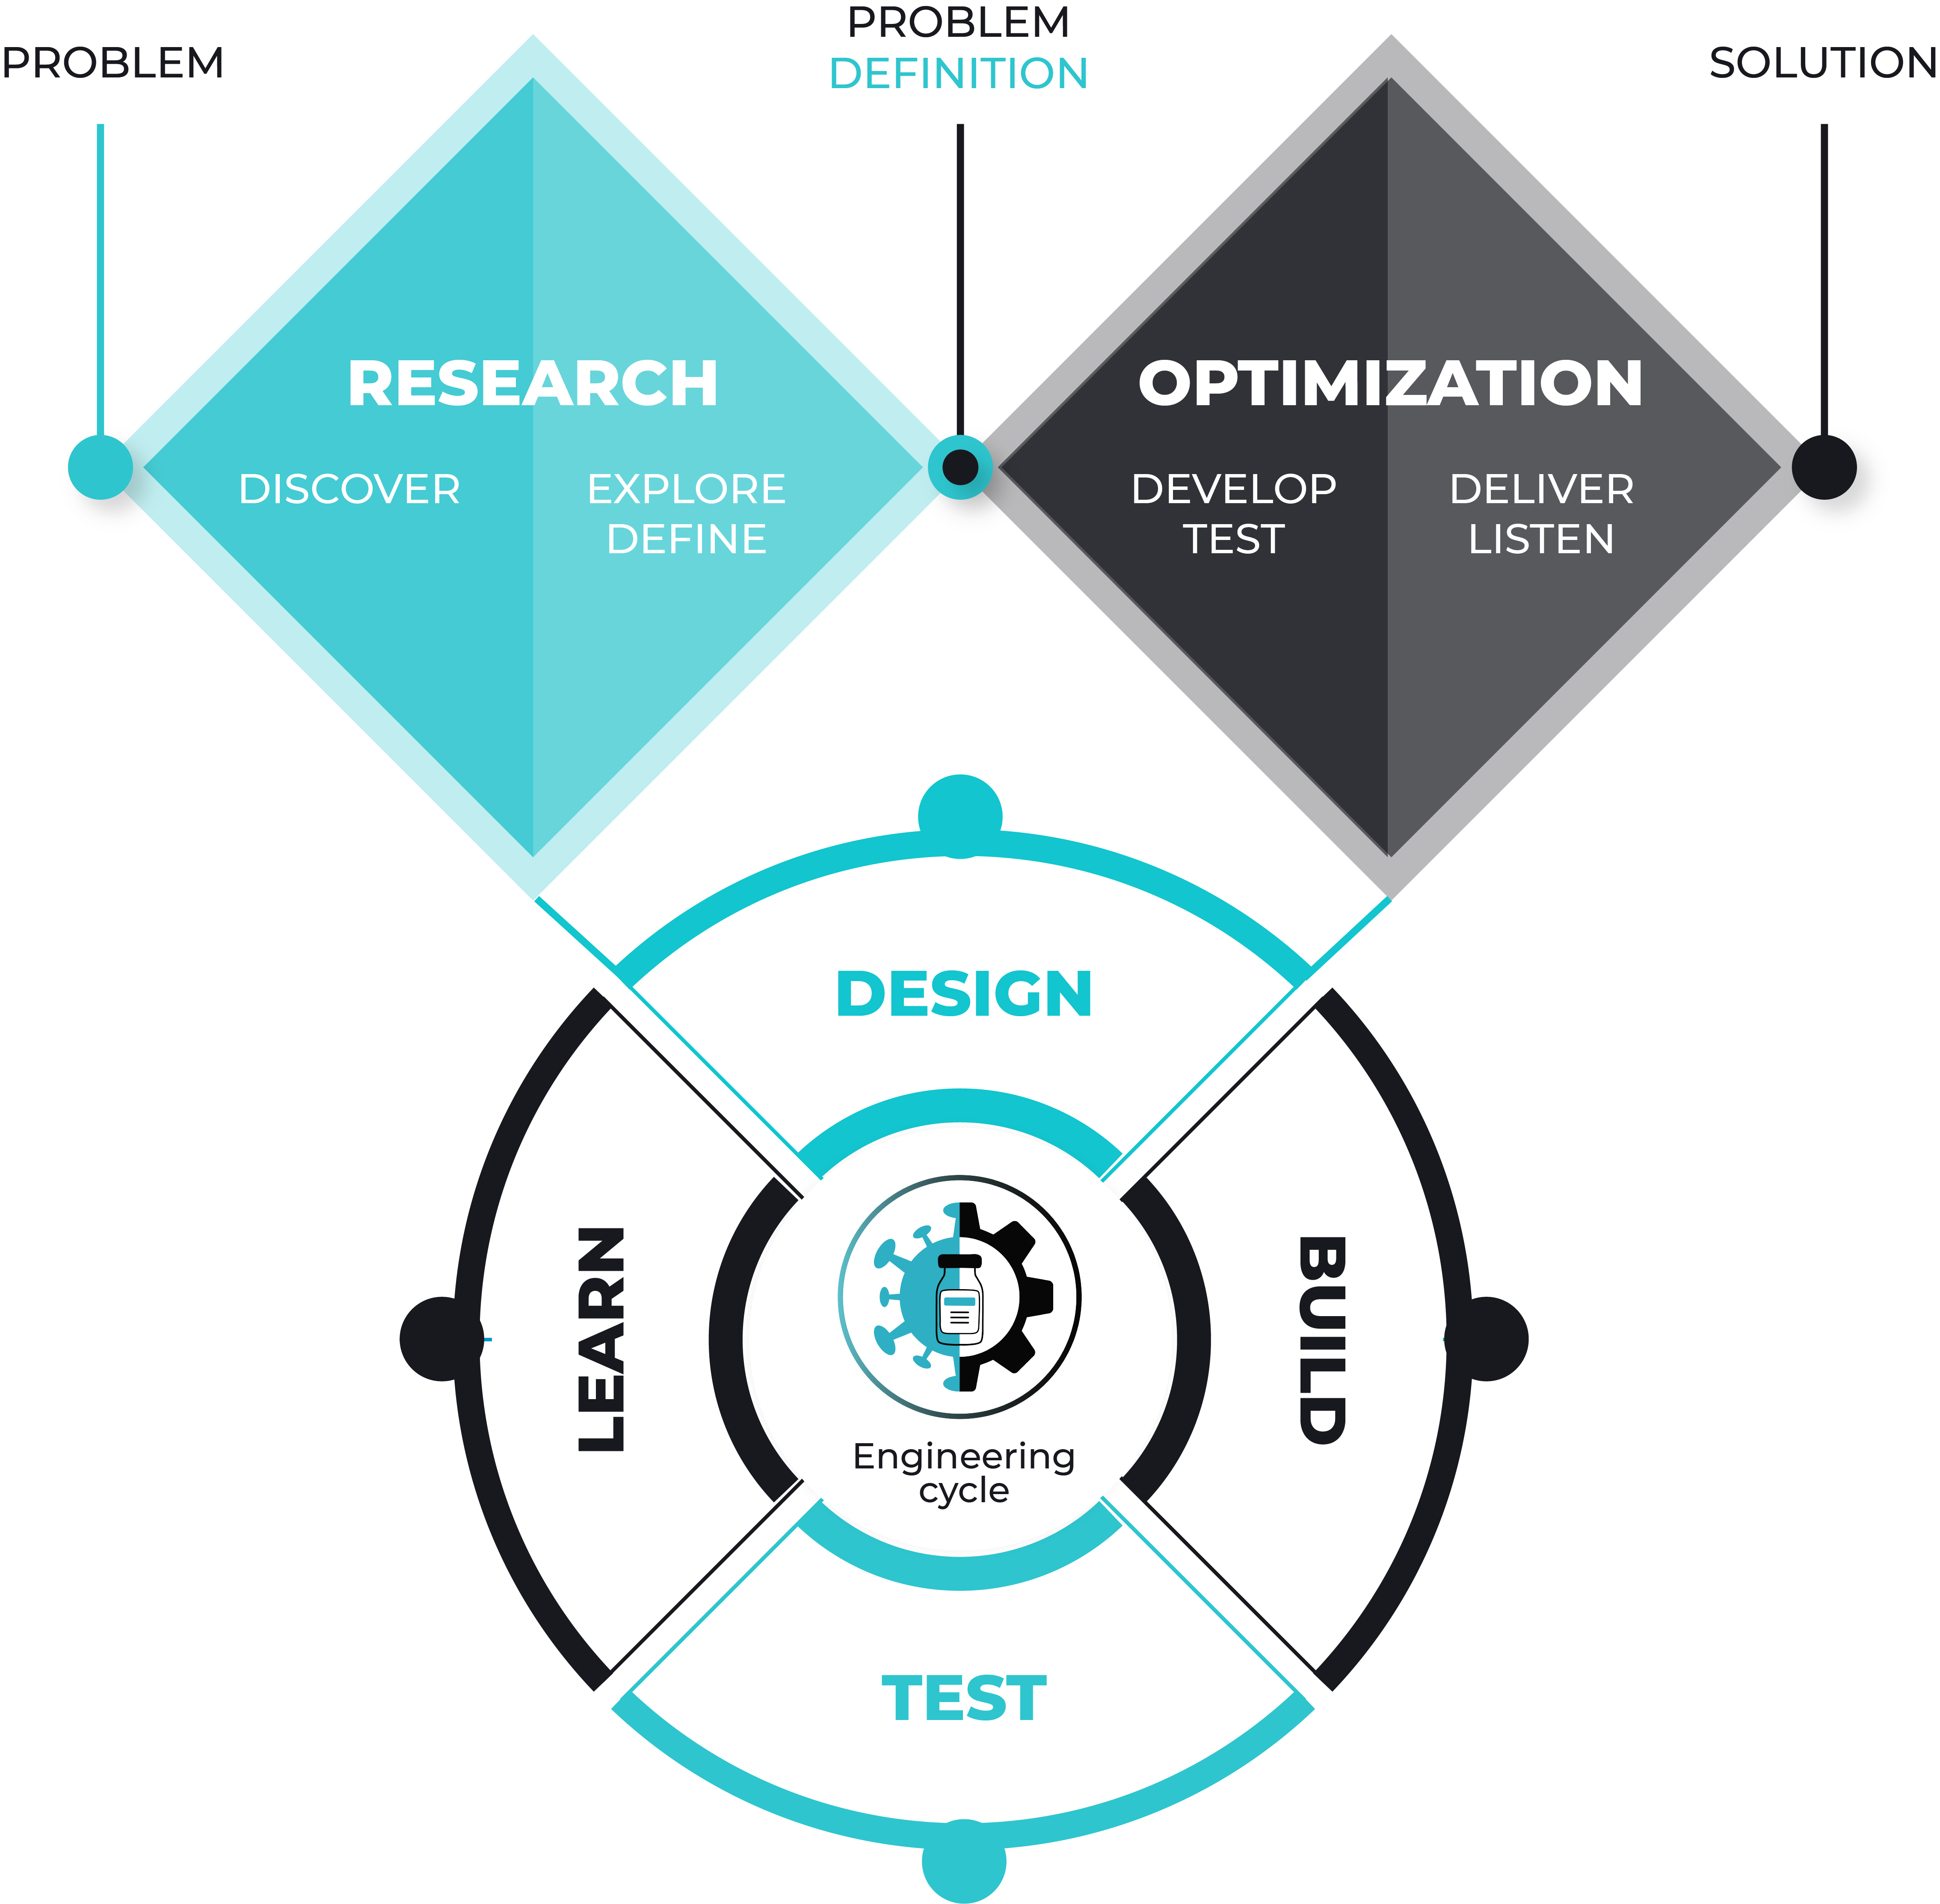 PROBLEM
PROBLEM
DEFINITION
SOLUTION
RESEARCH
DISCOVER
EXPLORE
DEFINE
OPTIMIZATION
DEVELOP
TEST
DELIVER
LISTEN
DESIGN
LEARN
BUILD
Engineering
cycle
TEST